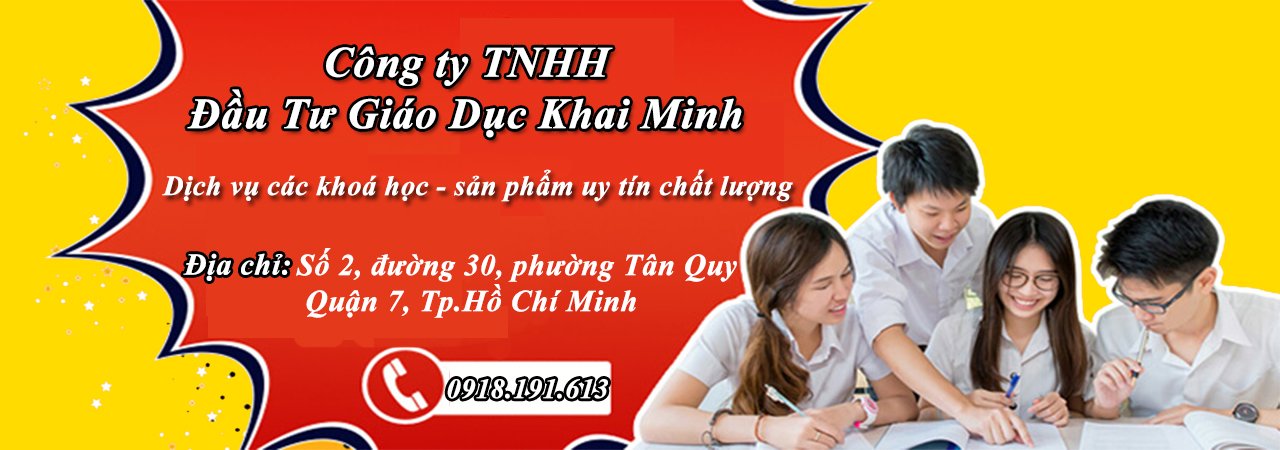 Công ty TNHH
Đầu Tư Giáo Dục Khai Minh
Dịch vụ các khoá học - sản phẩm uy tín chất lượng
Địa chỉ: Số 2, đường 30, phường Tân Quy
Quận 7, Tp.Hồ Chí Minh
0918.191.613